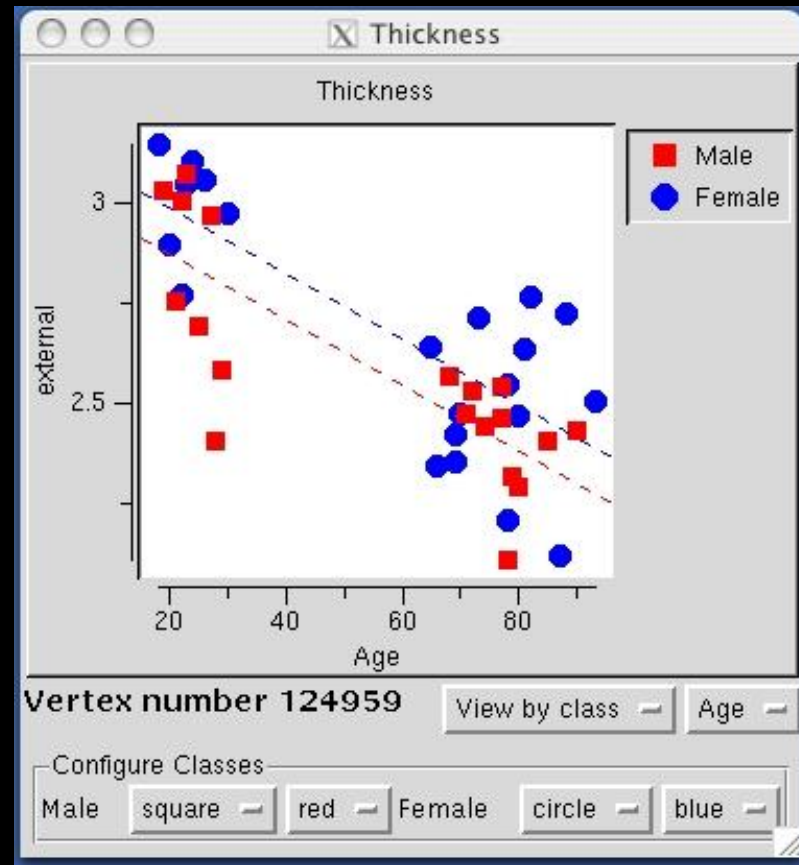 X Thickness
Thickness
Male
Female
external
3
2.5
20 40 60 80
Age
Vertex number 124959 View by class Age
Configure Classes
Male square red Female circle blue